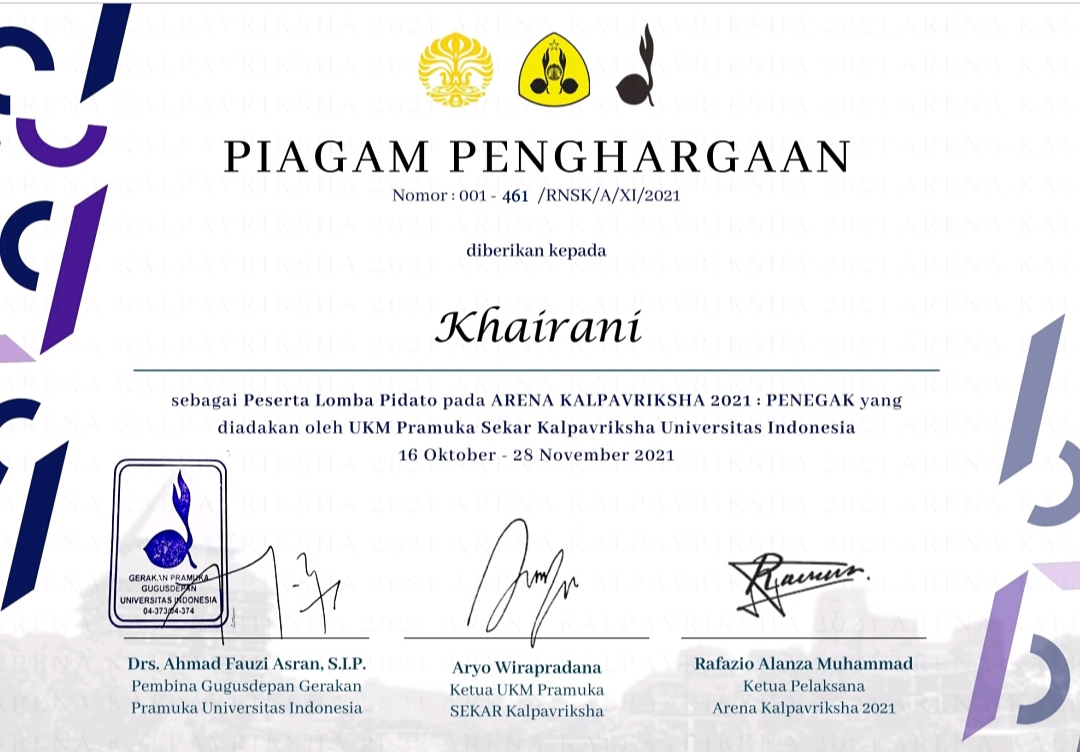 PIAGAM PENGHARGAAN
Nomor : 001 - 461 /RNSK/A/XI/2021
diberikan kepada
Khairani
sebagai Peserta Lomba Pidato pada ARENA KALPAVRIKSHA 2021 : PENEGAK yang
diadakan oleh UKM Pramuka Sekar Kalpavriksha Universitas Indonesia
16 Oktober - 28 November 2021
GERAKAN PRAMUKA
GUGUSDEPAN
UNIVERSITAS INDONESIA
04-373/04-374
Drs. Ahmad Fauzi Asran, S.I.P.
Pembina Gugusdepan Gerakan
Pramuka Universitas Indonesia
Aryo Wirapradana
Ketua UKM Pramuka
SEKAR Kalpavriksha
Rafazio Alanza Muhammad
Ketua Pelaksana
Arena Kalpavriksha 2021